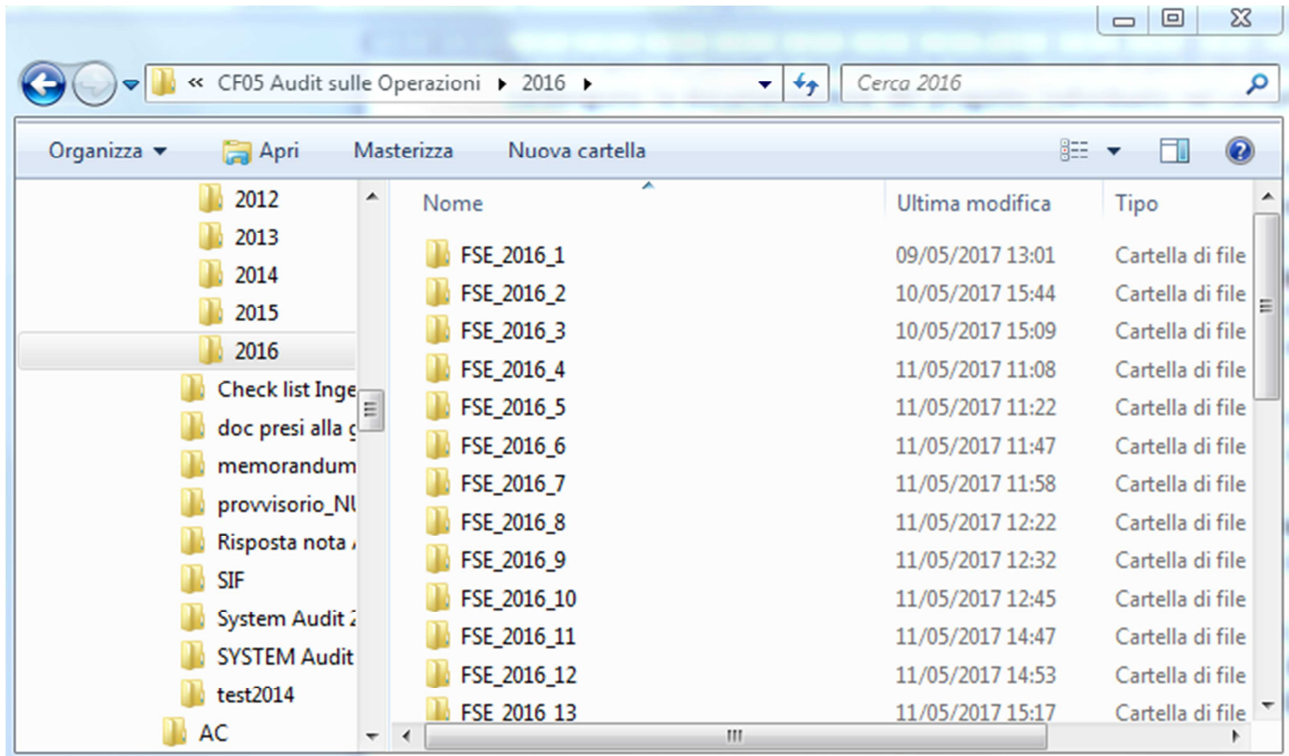 « CF05 Audit sulle Operazioni 2016 Cerca 2016
Organizza Apri Masterizza Nuova cartella
2012
2013
2014
2015
2016
Check list Inge
doc presi alla g
memorandum
provvisorio_NU
Risposta nota
SIF
System Audit 2
SYSTEM Audit
test2014
AC
Nome Ultima modifica Tipo
FSE_2016_1 09/05/2017 13:01 Cartella di file
FSE_2016_2 10/05/2017 15:44 Cartella di file
FSE_2016_3 10/05/2017 15:09 Cartella di file
FSE_2016_4 11/05/2017 11:08 Cartella di file
FSE_2016_5 11/05/2017 11:22 Cartella di file
FSE_2016_6 11/05/2017 11:47 Cartella di file
FSE_2016_7 11/05/2017 11:58 Cartella di file
FSE_2016_8 11/05/2017 12:22 Cartella di file
FSE_2016_9 11/05/2017 12:32 Cartella di file
FSE_2016_10 11/05/2017 12:45 Cartella di file
FSE_2016_11 11/05/2017 14:47 Cartella di file
FSE_2016_12 11/05/2017 14:53 Cartella di file
FSE_2016_13 11/05/2017 15:17 Cartella di file